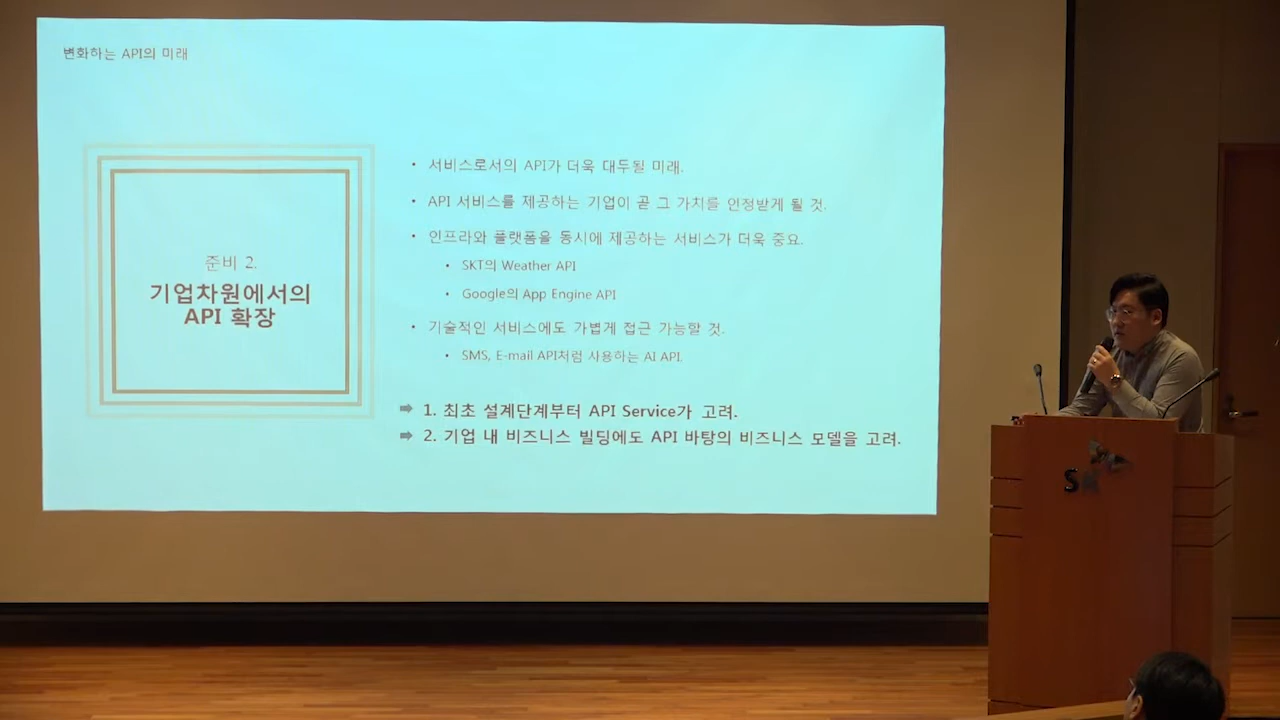 변화하는 API의 미래
준비 2.
기업차원에서의
API 확장
• 서비스로서의 API가 더욱 대두될 미래.
• API 서비스를 제공하는 기업이 곧 그 가치를 인정받게 될 것.
• 인프라와 플랫폼을 동시에 제공하는 서비스가 더욱 중요.
• SKT의 Weather API
• Google의 App Engine API
• 기술적인 서비스에도 가볍게 접근 가능할 것.
• SMS, E-mail API처럼 사용하는 AI API.
➡ 1. 최초 설계단계부터 API Service가 고려.
➡ 2. 기업 내 비즈니스 빌딩에도 API 바탕의 비즈니스 모델을 고려.
SK